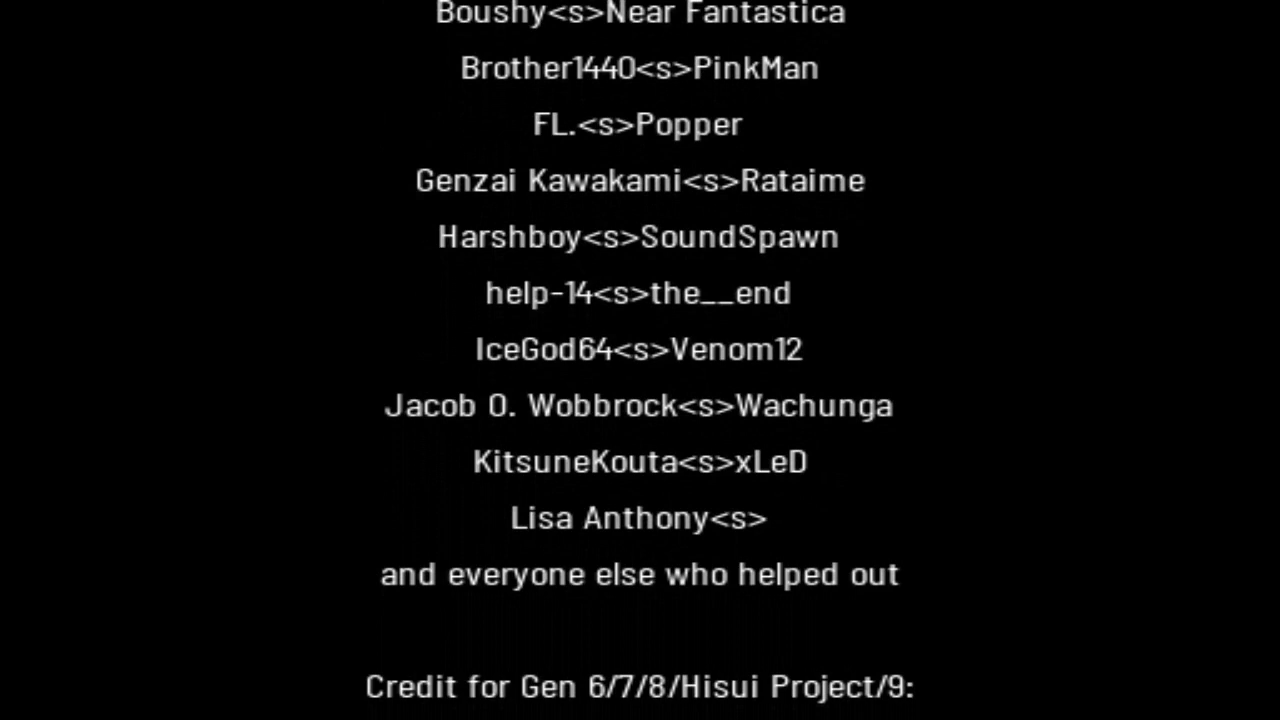 Boushy<s>Near Fantastica
Brother1440<s>PinkMan
FL.<s>Popper
Genzai Kawakami<s>Rataime
Harshboy<s>SoundSpawn
help-14<s>the__end
IceGod64<s>Venom12
Jacob O. Wobbrock<s>Wachunga
KitsuneKouta<s>xLeD
Lisa Anthony<s>
and everyone else who helped out
Credit for Gen 6/7/8/Hisui Project/9: